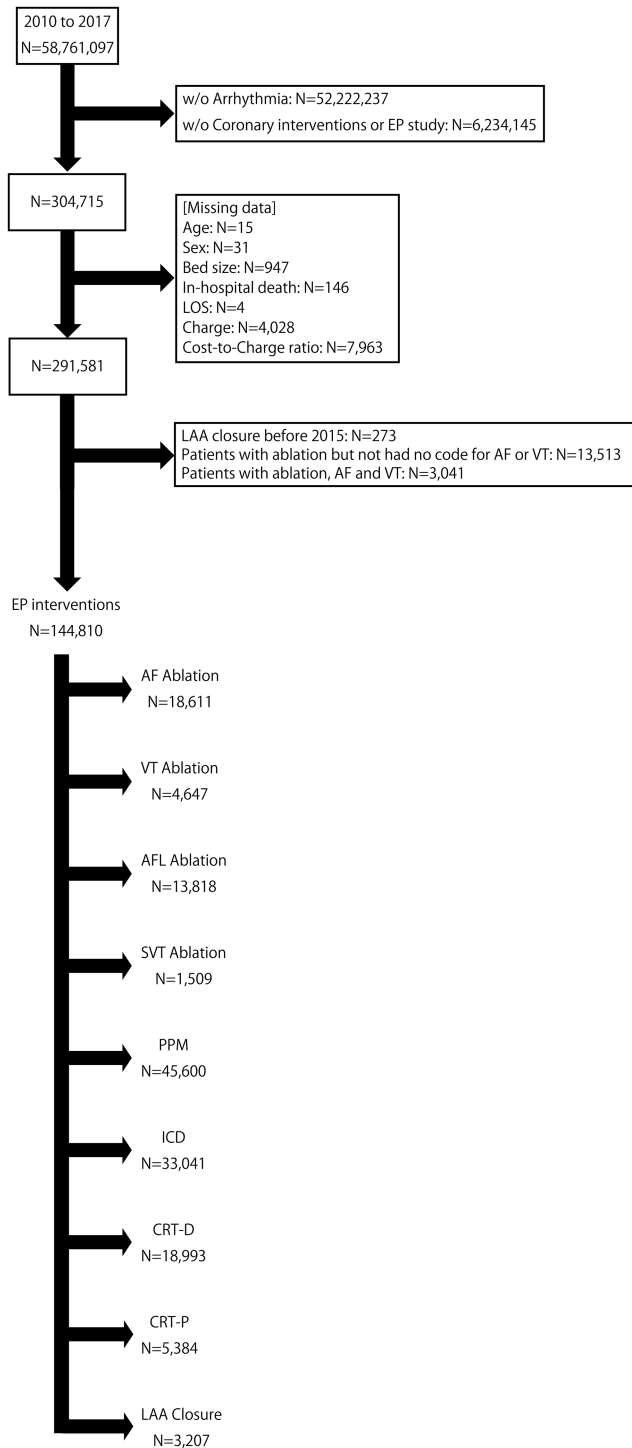 2010 to 2017
N=58,761,097
w/o Arrhythmia: N=52,222,237
w/o Coronary interventions or EP study: N=6,234,145
N=304,715
[Missing data]
Age: N=15
Sex: N=31
Bed size: N=947
In-hospital death: N=146
LOS: N=4
Charge: N=4,028
Cost-to-Charge ratio: N=7,963
N=291,581
LAA closure before 2015: N=273
Patients with ablation but not had no code for AF or VT: N=13,513
Patients with ablation, AF and VT: N=3,041
EP interventions
N=144,810
AF Ablation
N=18,611
VT Ablation
N=4,647
AFL Ablation
N=13,818
SVT Ablation
N=1,509
PPM
N=45,600
ICD
N=33,041
CRT-D
N=18,993
CRT-P
N=5,384
LAA Closure
N=3,207